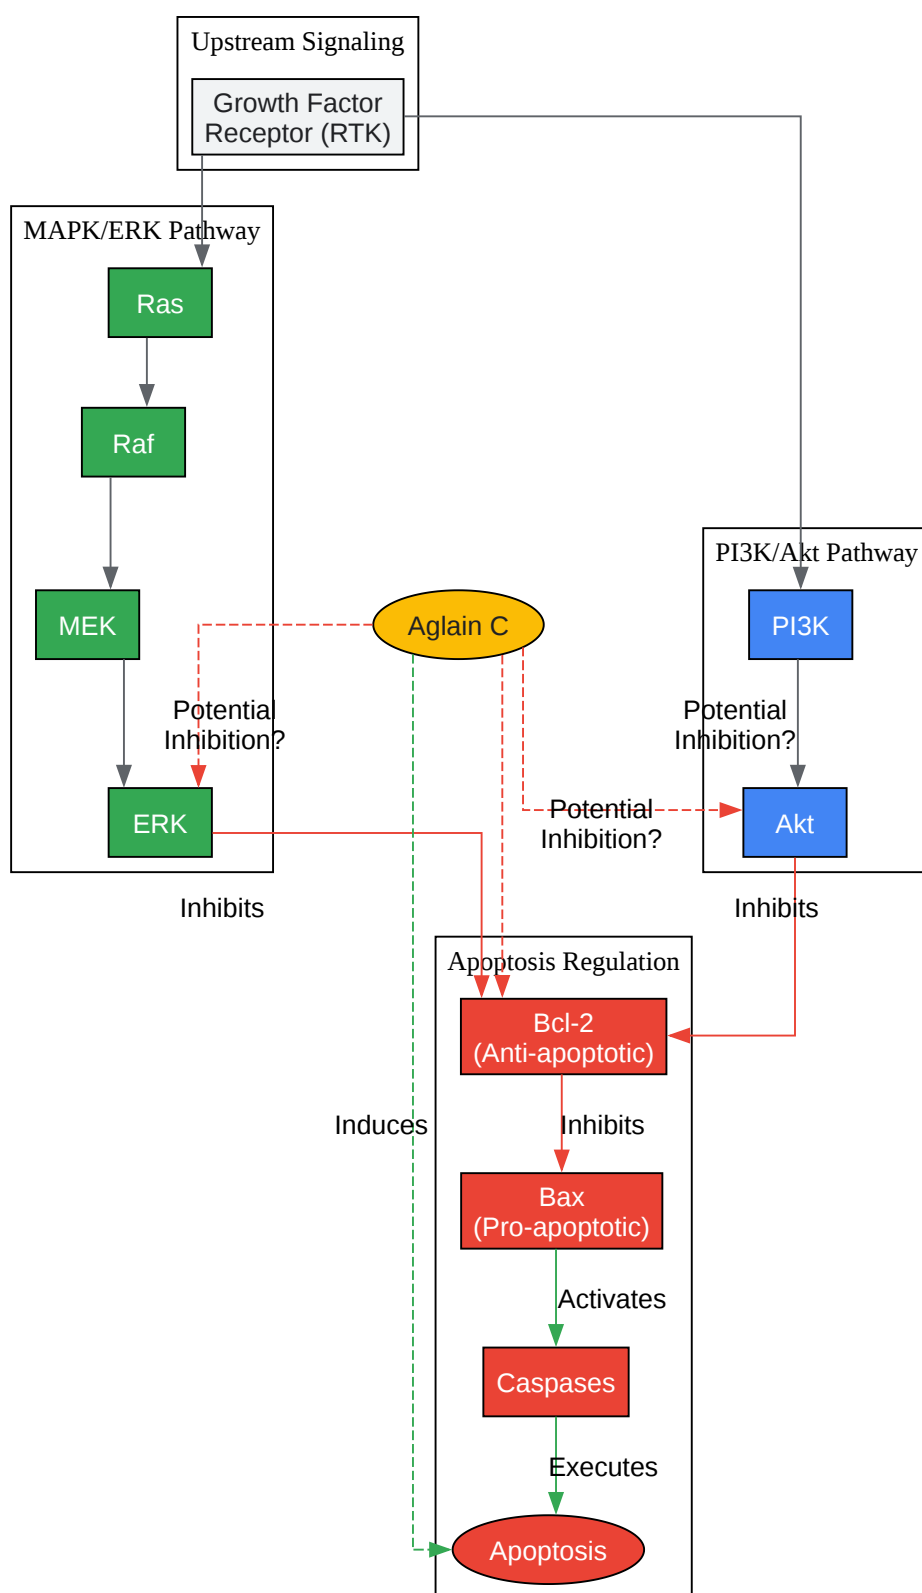 Upstream Signaling
Growth Factor
Receptor (RTK)
MAPK/ERK Pathway
Ras
Raf
PI3K/Akt Pathway
MEK
Aglain C
PI3K
Potential
Inhibition?
Potential
Inhibition?
Potential
Inhibition?
ERK
Akt
Inhibits
Inhibits
Apoptosis Regulation
Bcl-2
(Anti-apoptotic)
Induces
Inhibits
Bax
(Pro-apoptotic)
Activates
Caspases
Executes
Apoptosis